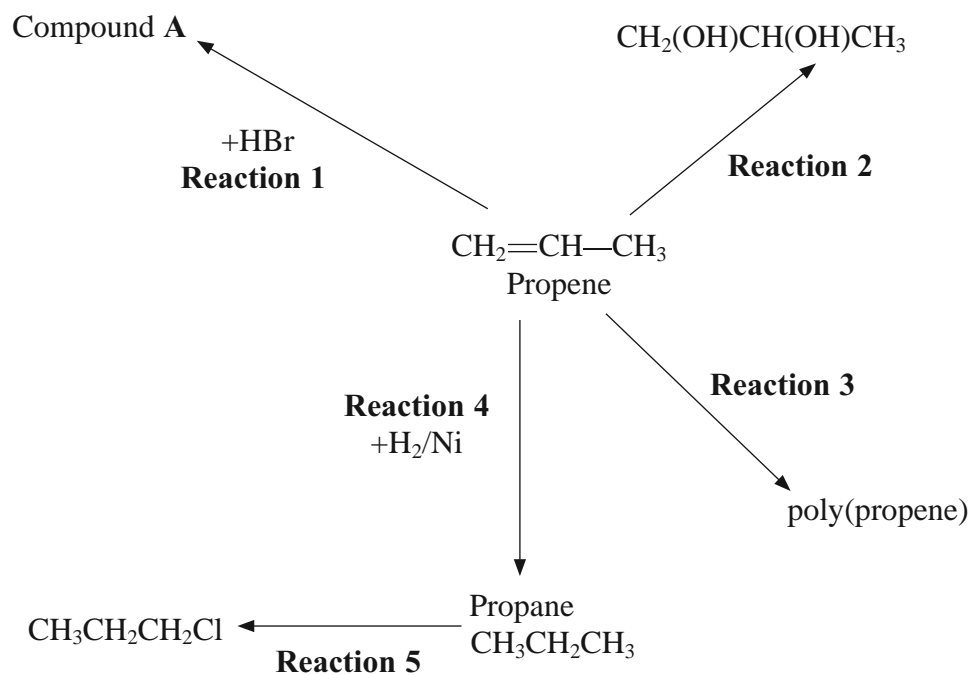 Compound A
CH₂(OH)CH(OH)CH₃
+HBr
Reaction 1
Reaction 2
CH₂=CH—CH₃
Propene
Reaction 3
Reaction 4
+H₂/Ni
poly(propene)
Propane
CH₃CH₂CH₃
CH₃CH₂CH₂Cl
Reaction 5